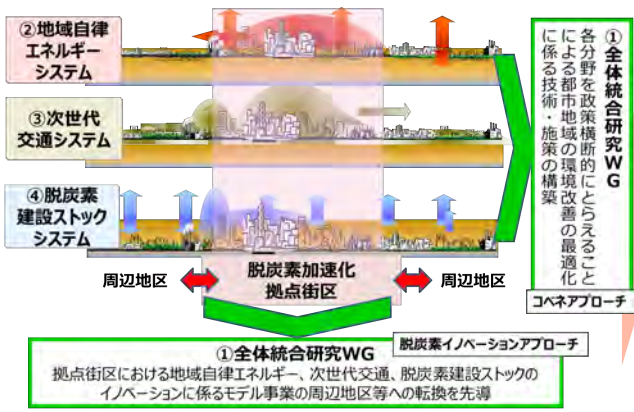 ②地域自律
エネルギー
システム
③次世代
交通システム
④脱炭素
建設ストック
システム
周辺地区
脱炭素加速化
拠点街区
周辺地区
①全体統合研究WG
各分野を政策横断的にとらえること
による都市地域の環境改善の最適化
に係る技術・施策の構築
コベネアプローチ
脱炭素イノベーションアプローチ
①全体統合研究WG
拠点街区における地域自律エネルギー、次世代交通、脱炭素建設ストックの
イノベーションに係るモデル事業の周辺地区等への転換を先導